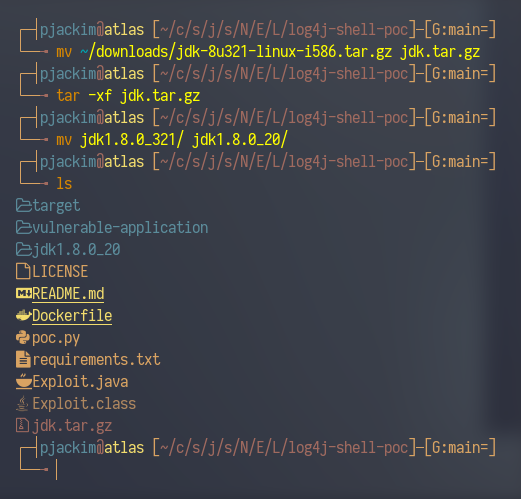 pjackim@atlas [~/c/s/j/s/N/E/L/log4j-shell-poc]—[G:main=]
mv ~/downloads/jdk-8u321-linux-i586.tar.gz jdk.tar.gz
pjackim@atlas [~/c/s/j/s/N/E/L/log4j-shell-poc]—[G:main=]
tar -xf jdk.tar.gz
pjackim@atlas [~/c/s/j/s/N/E/L/log4j-shell-poc]—[G:main=]
mv jdk1.8.0_321/ jdk1.8.0_20/
pjackim@atlas [~/c/s/j/s/N/E/L/log4j-shell-poc]—[G:main=]
ls
target
vulnerable-application
jdk1.8.0_20
LICENSE
README.md
Dockerfile
poc.py
requirements.txt
Exploit.java
Exploit.class
jdk.tar.gz
pjackim@atlas [~/c/s/j/s/N/E/L/log4j-shell-poc]—[G:main=]